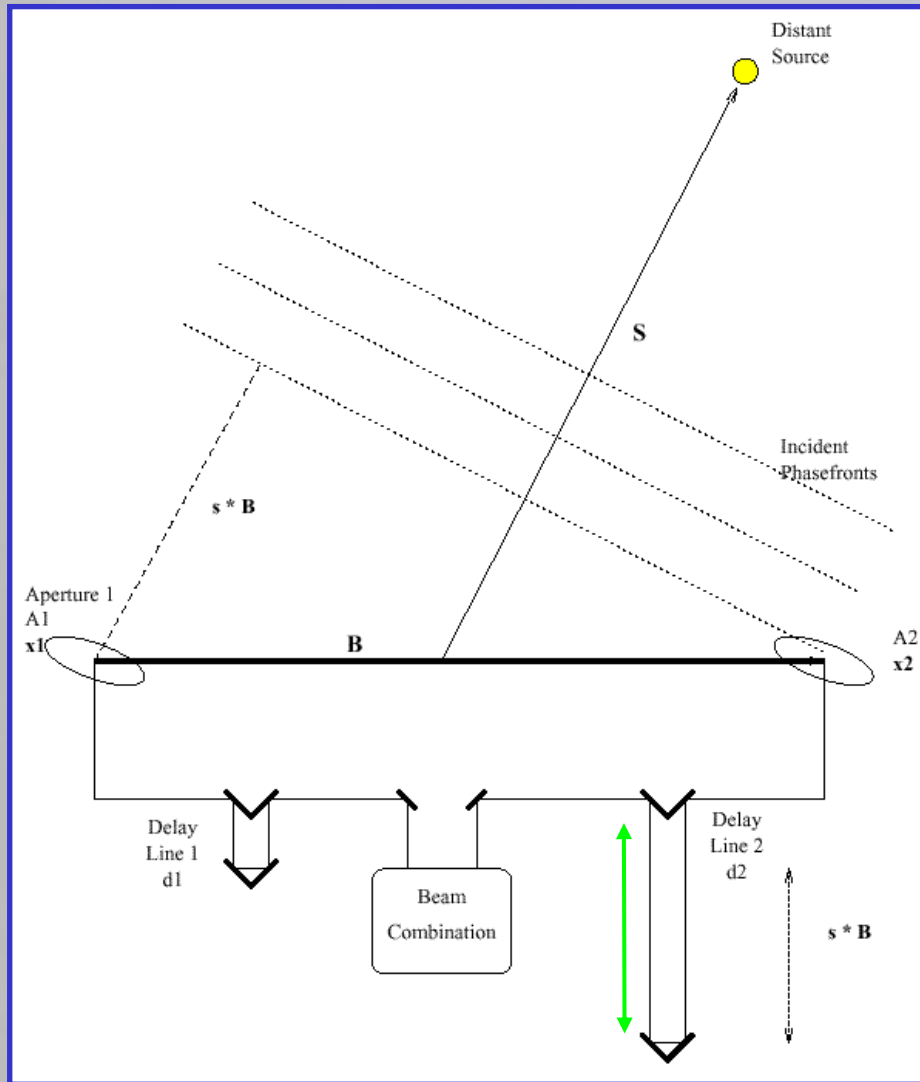 Distant
Source
S
Incident
Phasefronts
s * B
Aperture 1
A1
x1
B
A2
x2
Delay
Line 1
d1
Beam
Combination
Delay
Line 2
d2
s * B